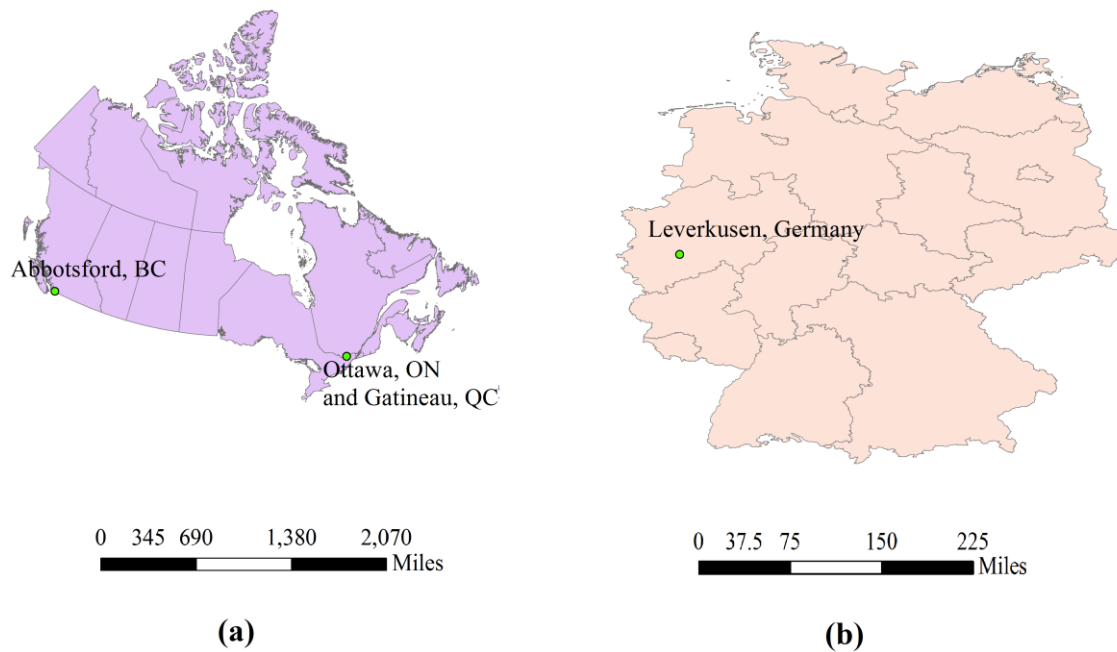 Abbotsford, BC
Ottawa, ON
and Gatineau, QC
0 345 690 1,380 2,070
Miles
(a)
Leverkusen, Germany
0 37.5 75 150 225
Miles
(b)